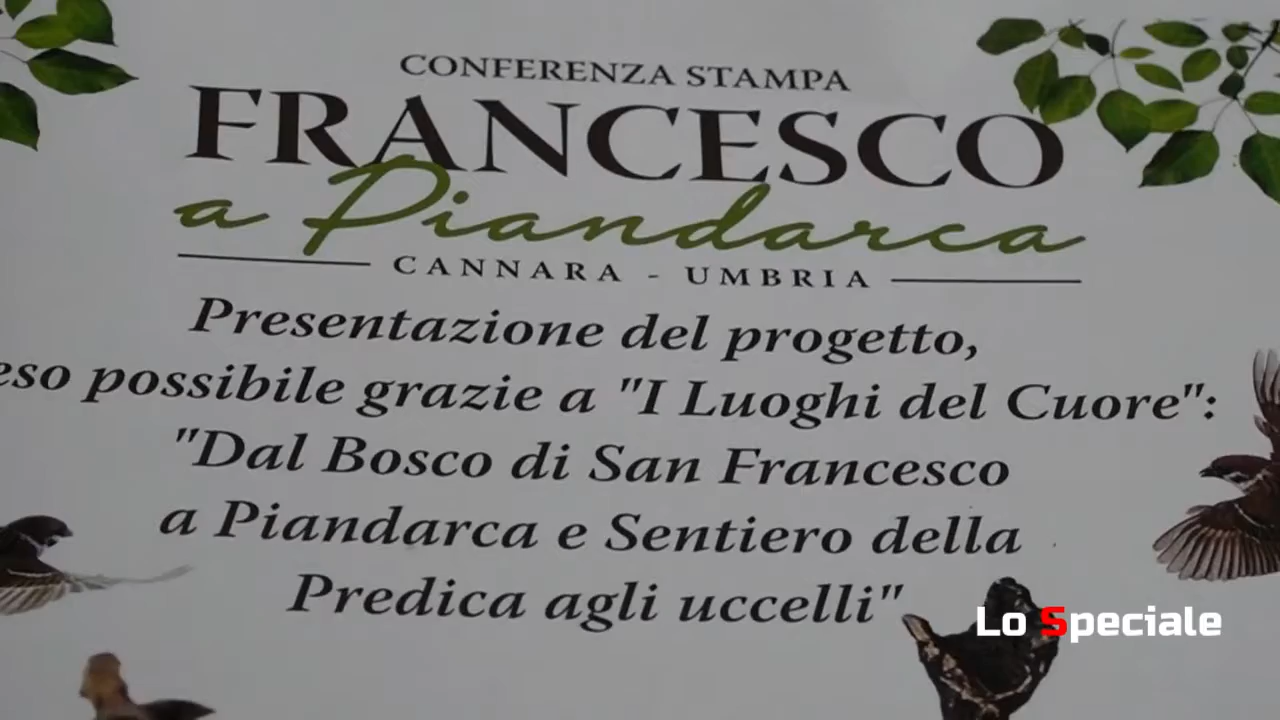 CONFERENZA STAMPA
FRANCESCO
a Piandarca
CANNARA - UMBRIA
Presentazione del progetto,
possibile grazie a "I Luoghi del Cuore":
"Dal Bosco di San Francesco
a Piandarca e Sentiero della
Predica agli uccelli"
Lo Speciale